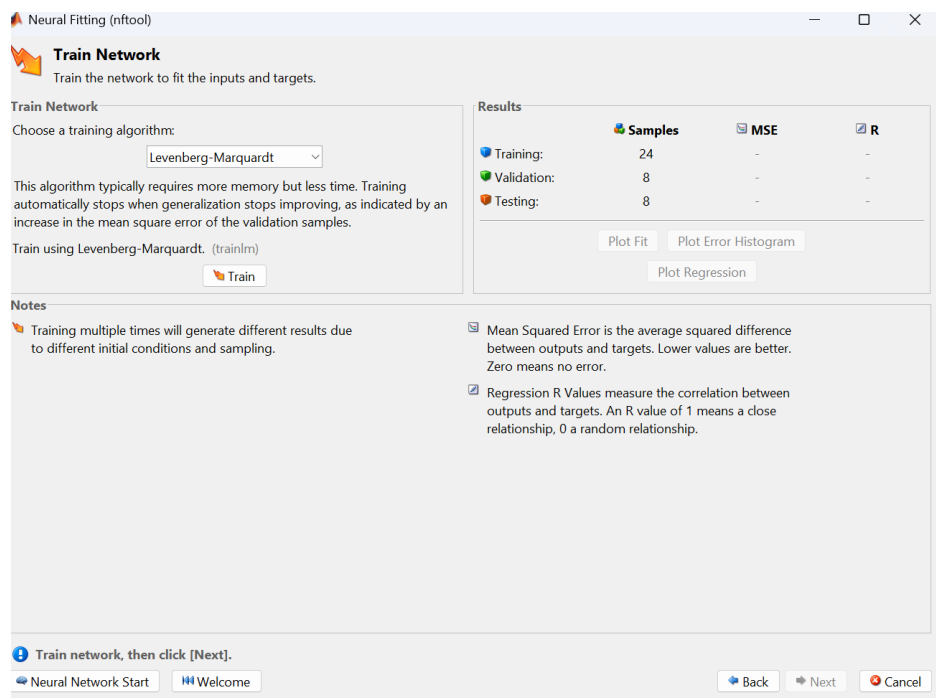 Neural Fitting (nftool)
Train Network
Train the network to fit the inputs and targets.
Train Network
Choose a training algorithm:
Levenberg-Marquardt
This algorithm typically requires more memory but less time. Training
automatically stops when generalization stops improving, as indicated by an
increase in the mean square error of the validation samples.
Train using Levenberg-Marquardt. (trainlm)
Train
Results
Samples MSE R
Training: 24 - -
Validation: 8 - -
Testing: 8 - -
Plot Fit Plot Error Histogram
Plot Regression
Notes
Training multiple times will generate different results due
to different initial conditions and sampling.
Mean Squared Error is the average squared difference
between outputs and targets. Lower values are better.
Zero means no error.
Regression R Values measure the correlation between
outputs and targets. An R value of 1 means a close
relationship, 0 a random relationship.
Train network, then click [Next].
Neural Network Start Welcome Back Next Cancel